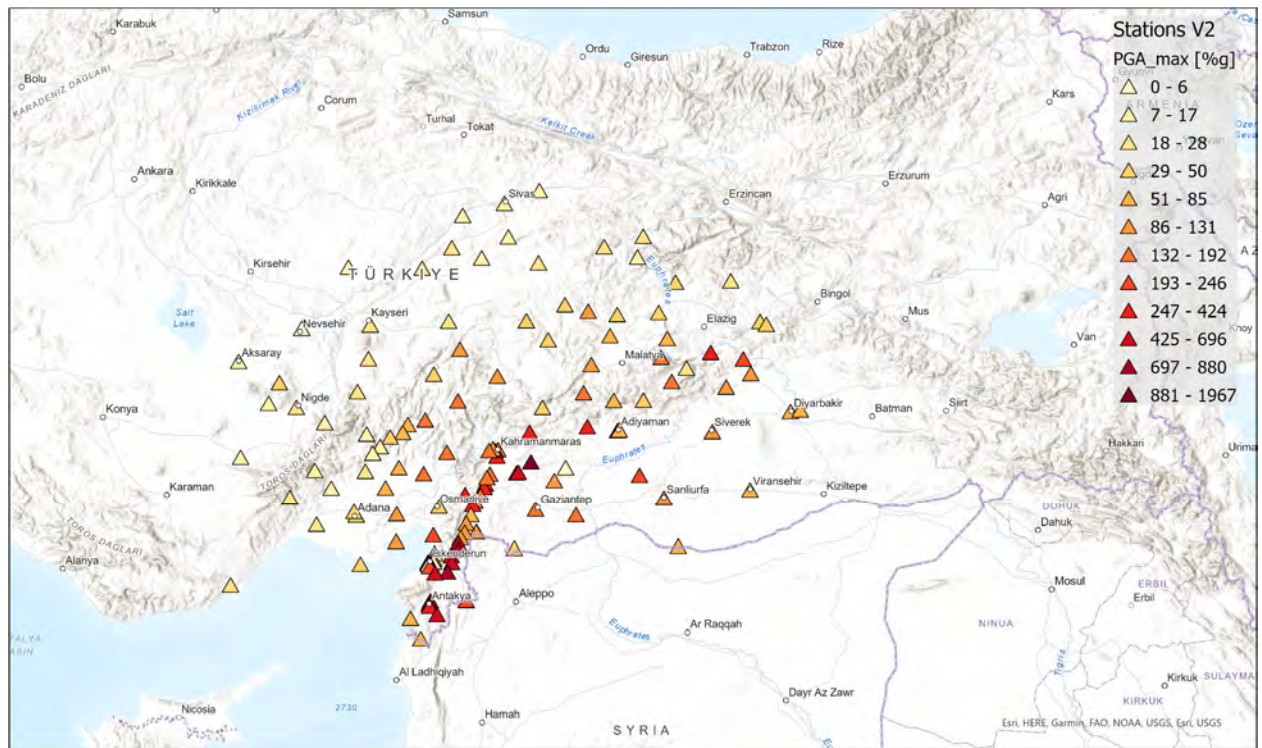 Karabuk
Samsun
Ordu
Giresun
Trabzon
Rize
Bolu
KARADENIZ DAGLARI
Kizilirmak River
Corum
Turhal
Tokat
Kelkit Creek
Kars
Ankara
Kirikkale
Sivas
Erzincan
Erzurum
Agri
Kirsehir
TÜRKIYE
Euphrates
Salt
Lake
Kayseri
Nevsehir
Elazig
Bingol
Mus
Van
Khoy
Aksaray
Malatya
Konya
Nigde
Adiyaman
Siverek
Diyarbakir
Batman
Siirt
Hakkari
Kahramanmaras
Euphrates
TOROS DAGLARI
Karaman
Osmaniye
Gaziantep
Sanliurfa
Viransehir
Kiziltepe
Adana
DUHOK
Dahuk
TOROS DAGLARI
Alanya
Iskenderun
Mosul
ERBIL
Erbil
Antakya
Aleppo
Euphrates
Ar Raqqah
NINUA
Tigris
Al Ladhiqiyah
Kirkuk
KIRKUK
SULAYMA
Nicosia
2730
Hamah
Dayr Az Zawr
SYRIA
Esri, HERE, Garmin, FAO, NOAA, USGS, Esri, USGS
Stations V2
PGA_max [%g]
Gyumri
0 - 6
ARMENIA
7 - 17
18 - 28
29 - 50
51 - 85
86 - 131
132 - 192
193 - 246
247 - 424
425 - 696
697 - 880
881 - 1967